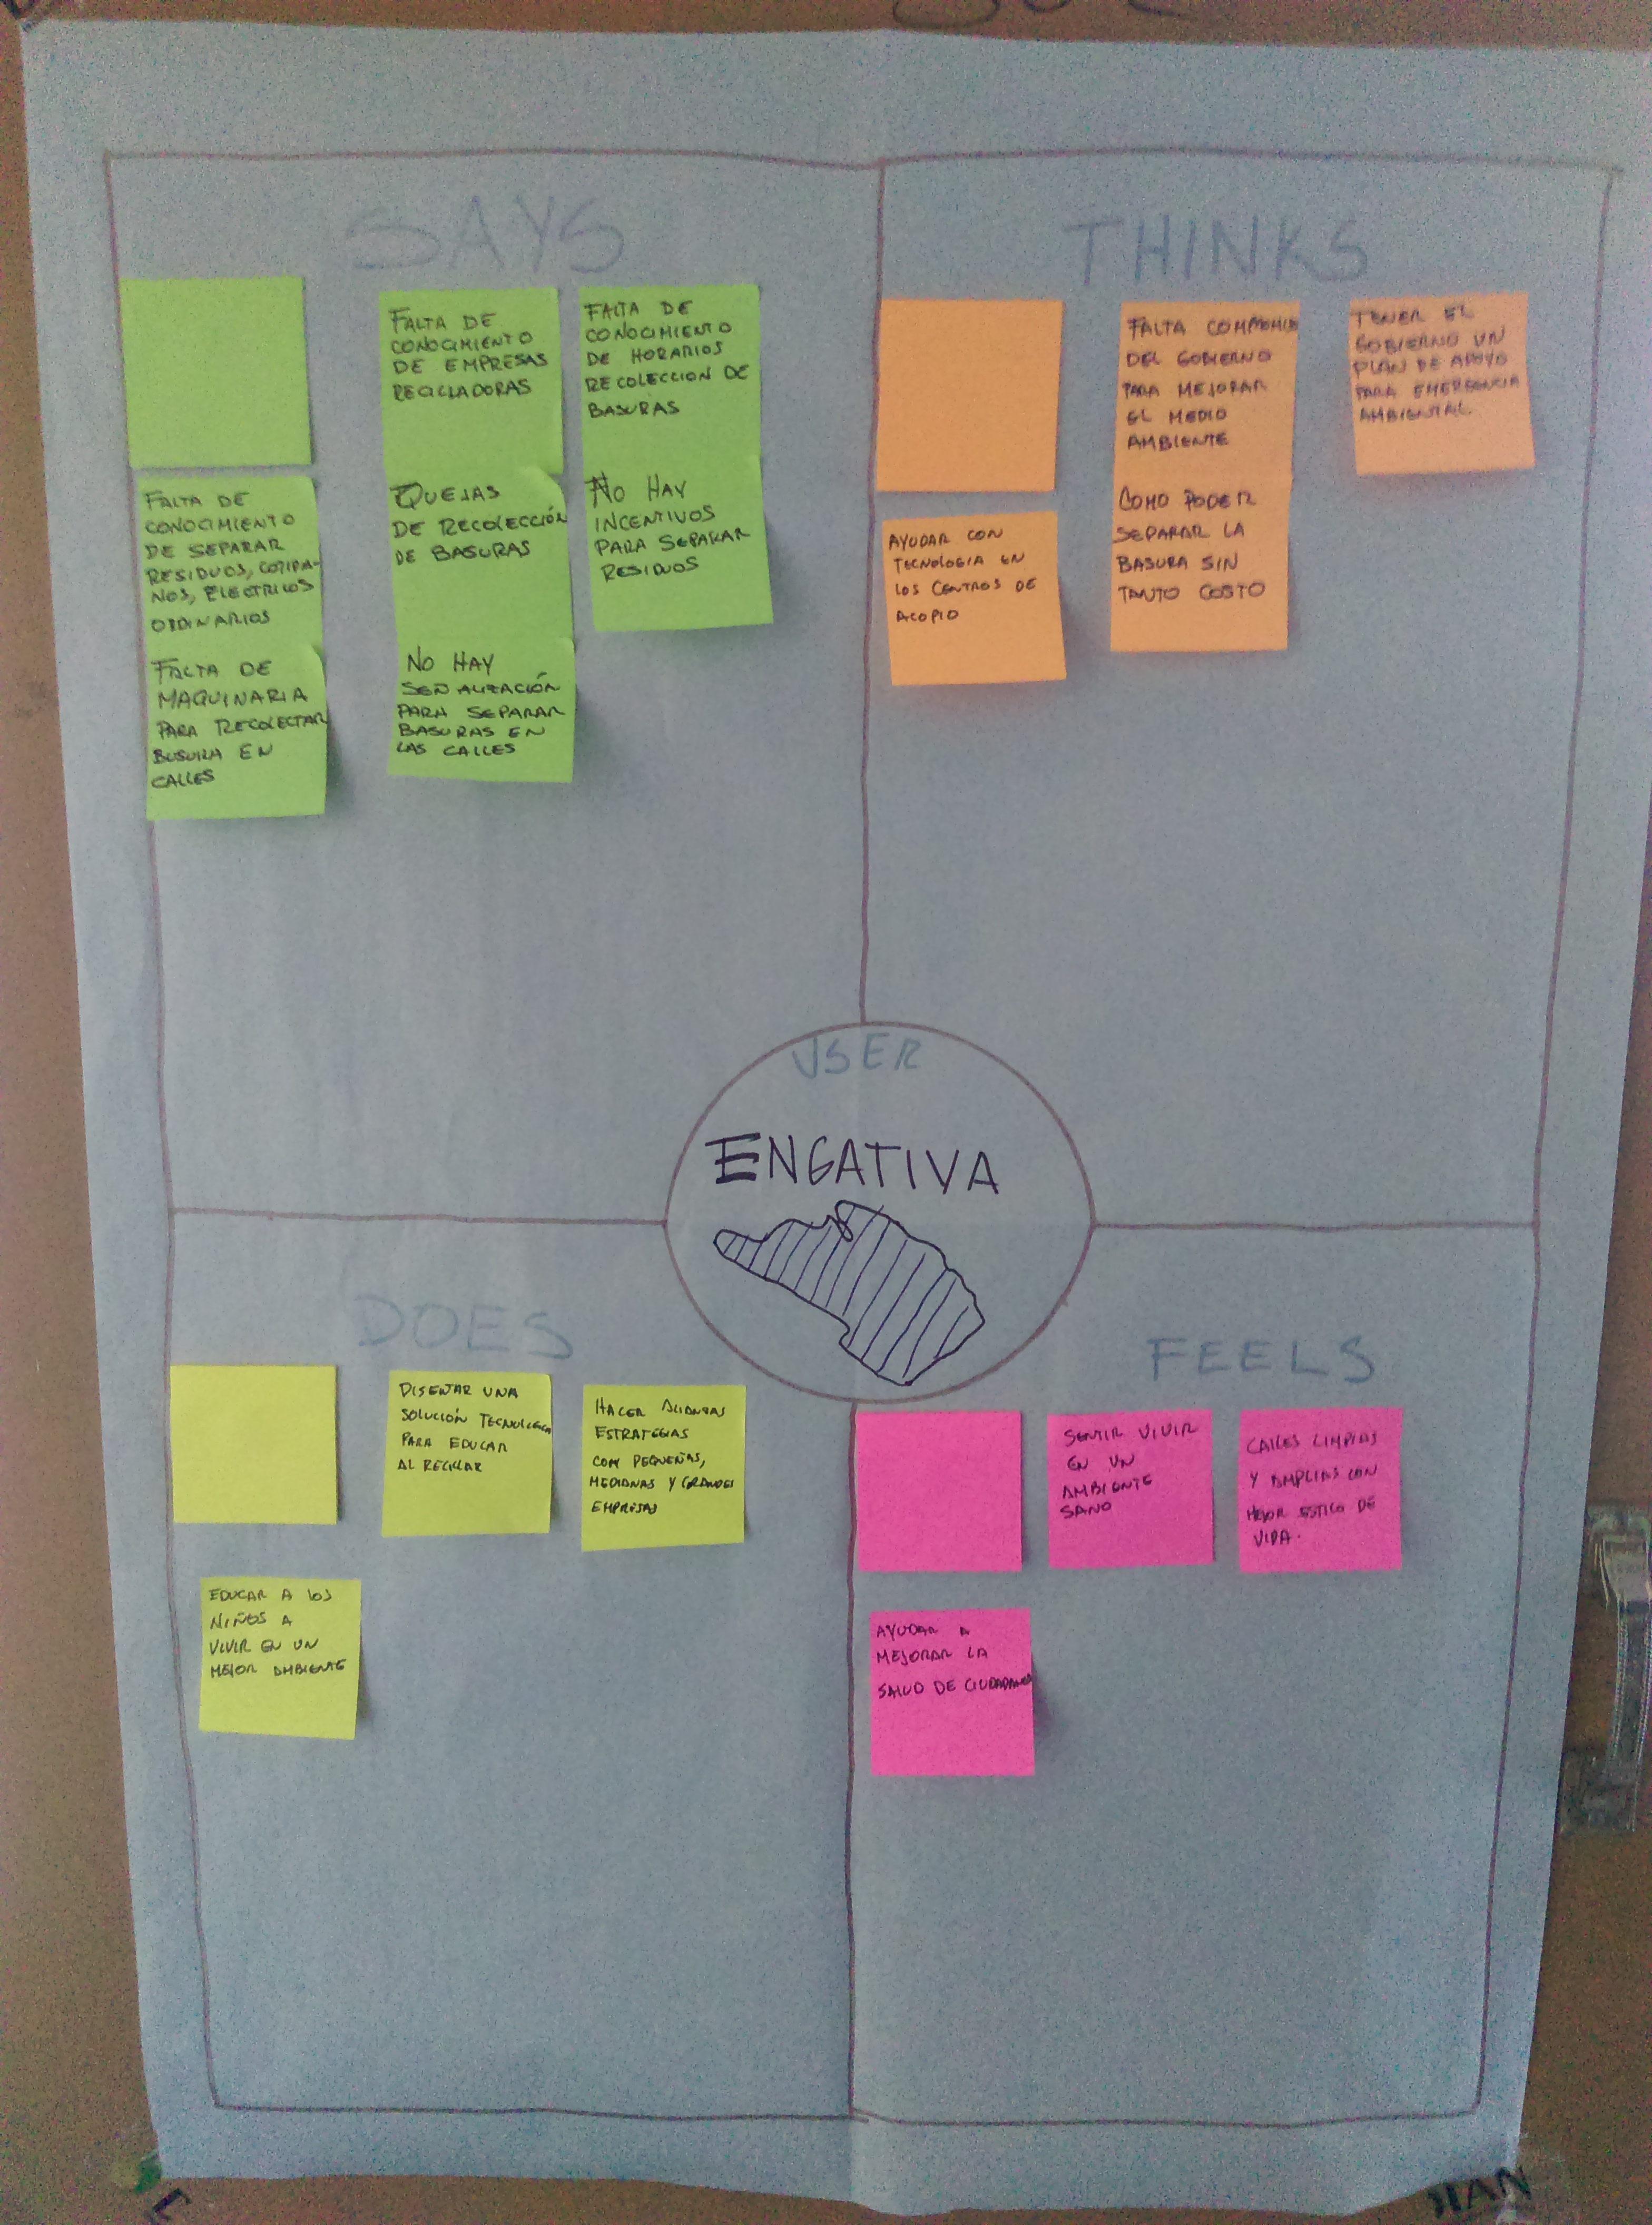 SAYS
FALTA DE
CONOCIMIENTO
DE EMPRESAS
RECICLADORAS
FALTA DE
CONOCIMIENTO
DE HORARIOS
RECOLECCION DE
BASURAS
FALTA DE
CONOCIMIENTO
DE SEPARAR
RESIDUOS,
NOS, ELECTRICOS
ORDINARIOS
QUEJAS
DE RECOLECCIÓN
DE BASURAS
NO HAY
INCENTIVOS
PARA SEPARAR
RESIDUOS
FALTA DE
MAQUINARIA
PARA RECOLECTAR
BUSURA EN
CALLES
NO HAY
SEÑALIZACIÓN
PARA SEPARAR
BASURAS EN
LAS CALLES
THINKS
FALTA
DEL GOBIERNO
PARA MEJORAR
EL MEDIO
AMBIENTE
TENER EL
GOBIERNO UN
PLAN DE APOYO
PARA EMERGENCIA
AMBIENTAL
AYUDAR CON
TECNOLOGIA EN
LOS CENTROS DE
ACOPIO
COMO PODER
SEPARAR LA
BASURA SIN
TANTO COSTO
USER
ENGATIVA
DOES
DISEÑAR UNA
SOLUCIÓN TECNOLOGICA
PARA EDUCAR
AL RECICLAR
HACER ALIANZAS
ESTRATEGIAS
CON PEQUEÑAS,
MEDIANAS Y GRANDES
EMPRESAS
EDUCAR A LOS
NIÑOS A
VIVIR EN UN
MEJOR AMBIENTE
FEELS
SENTIR VIVIR
EN UN
AMBIENTE
SANO
CALLES LIMPIAS
Y AMPLIAS CON
MEJOR ESTILO DE
VIDA.
AYUDAR A
MEJORAR LA
SALUD DE CIUDADANOS